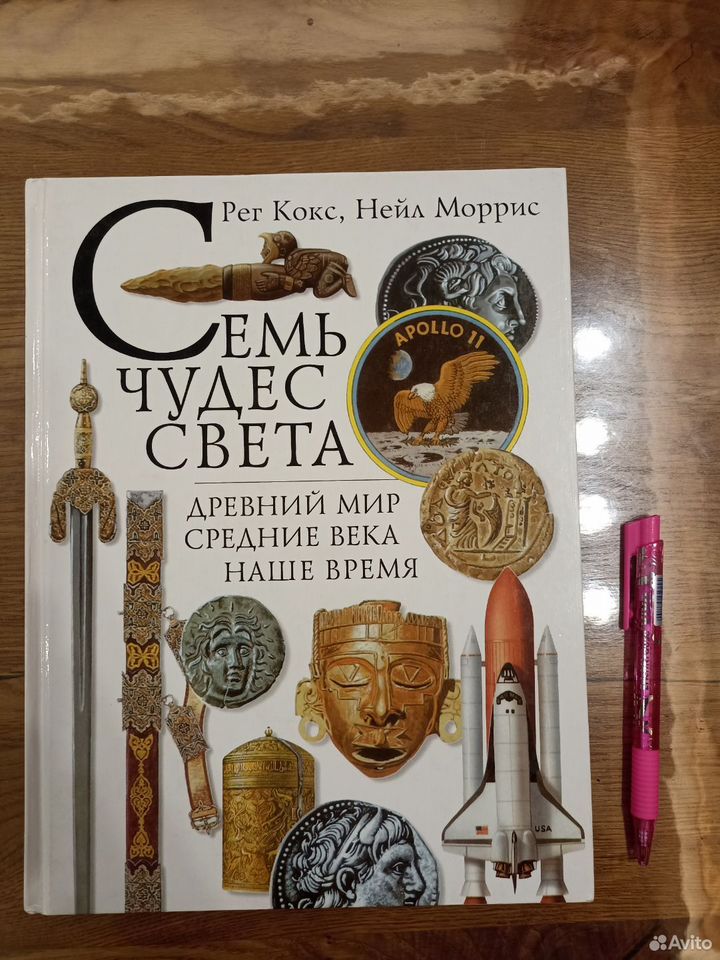 Рег Кокс, Нейл Моррис
Семь
чудес
света
APOLLO 11
Древний мир
Средние века
Наше время
USA
Avito